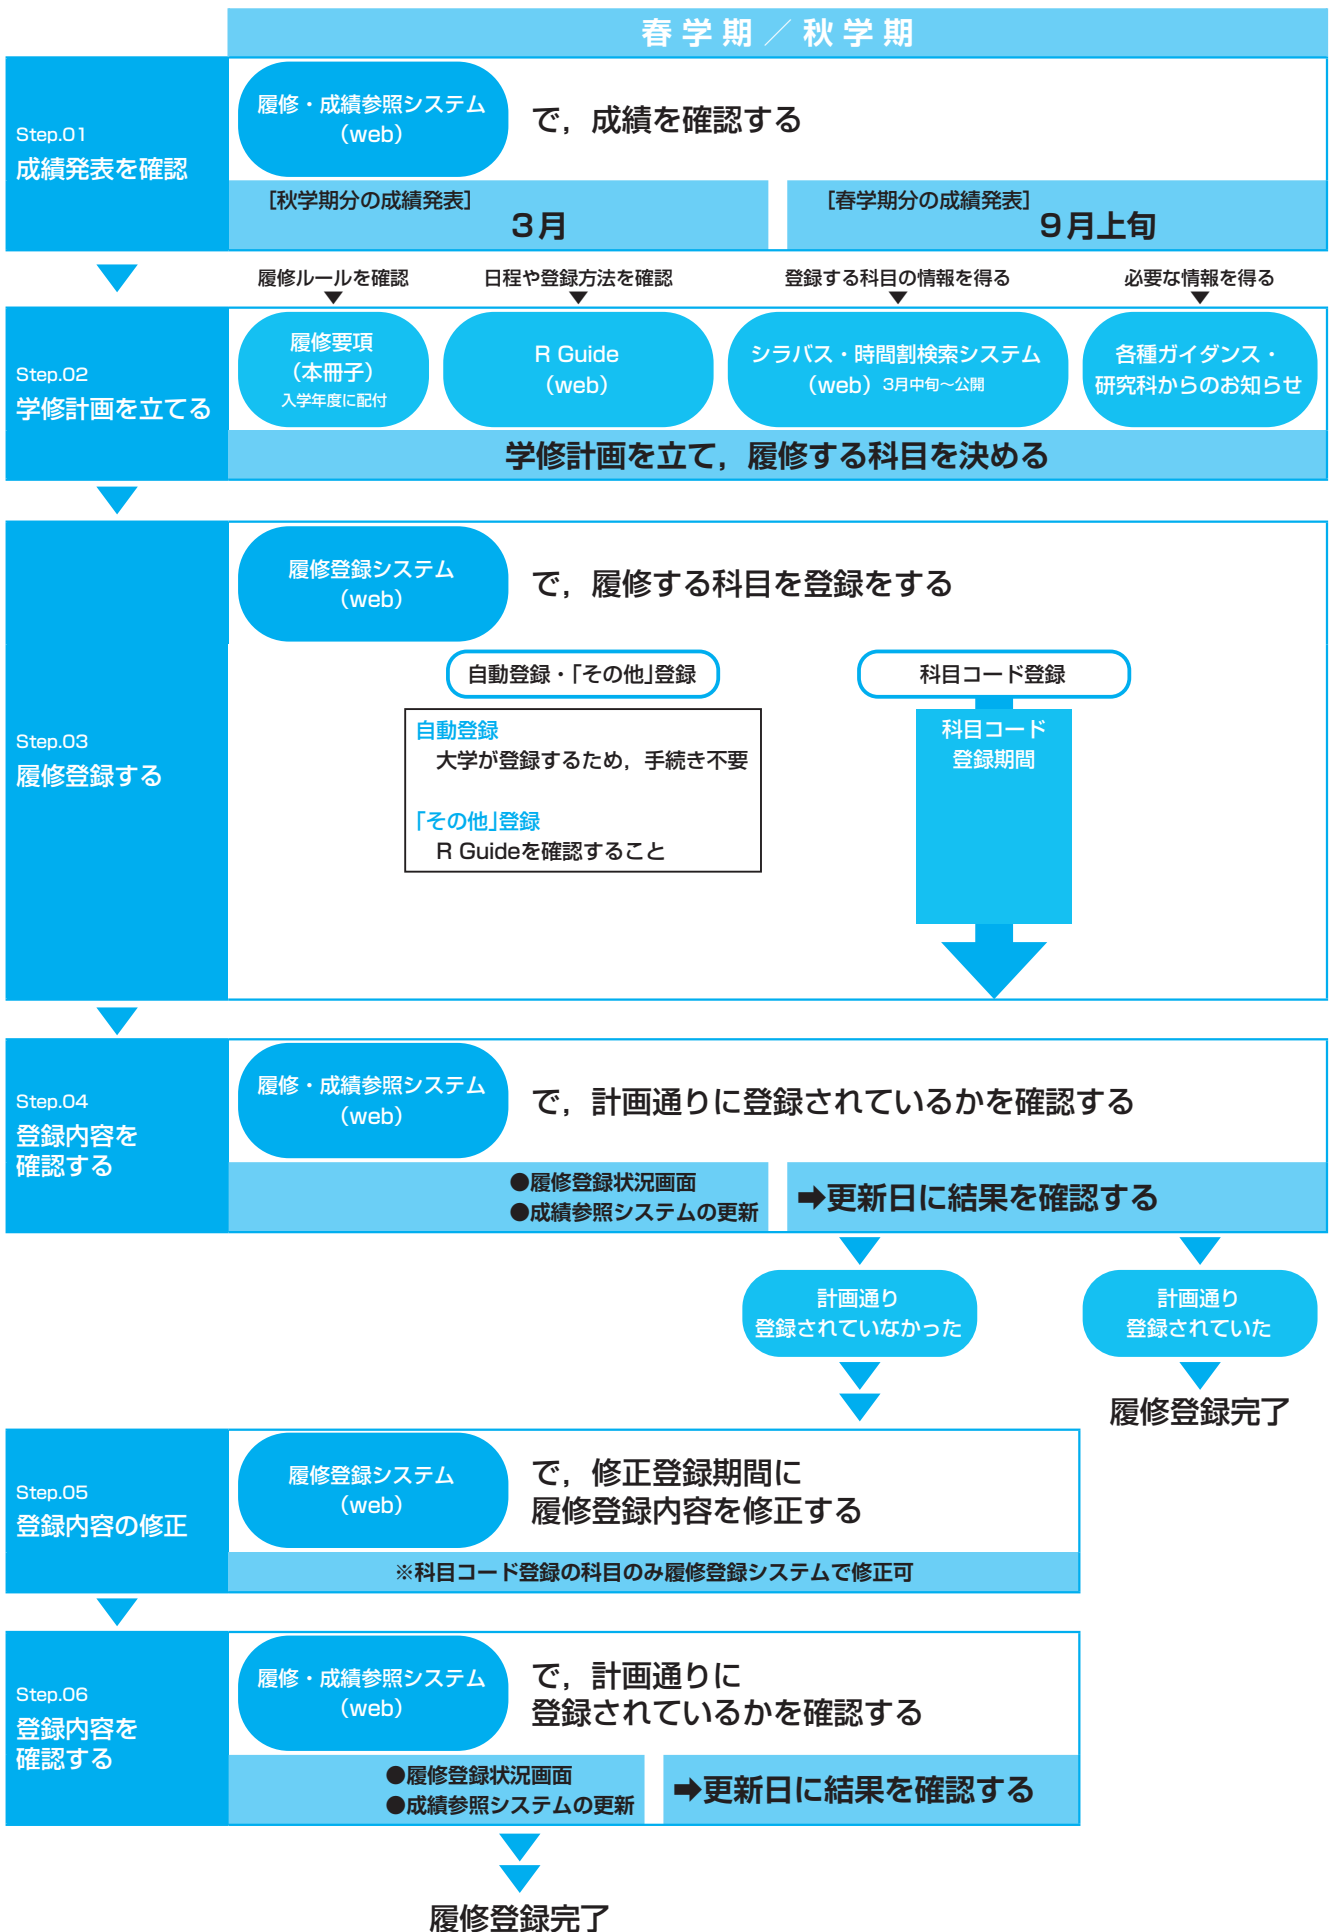 春学期／秋学期
Step.01
成績発表を確認
履修・成績参照システム
（web）
で，成績を確認する
［秋学期分の成績発表］
3月
［春学期分の成績発表］
9月上旬
履修ルールを確認
日程や登録方法を確認
登録する科目の情報を得る
必要な情報を得る
Step.02
学修計画を立てる
履修要項
（本冊子）
入学年度に配付
R Guide
（web）
シラバス・時間割検索システム
（web）3月中旬～公開
各種ガイダンス・
研究科からのお知らせ
学修計画を立て，履修する科目を決める
Step.03
履修登録する
履修登録システム
（web）
で，履修する科目を登録をする
自動登録・「その他」登録
自動登録
大学が登録するため，手続き不要
「その他」登録
R Guideを確認すること
科目コード登録
科目コード
登録期間
Step.04
登録内容を
確認する
履修・成績参照システム
（web）
で，計画通りに登録されているかを確認する
●履修登録状況画面
●成績参照システムの更新
➡更新日に結果を確認する
計画通り
登録されていなかった
計画通り
登録されていた
履修登録完了
Step.05
登録内容の修正
履修登録システム
（web）
で，修正登録期間に
履修登録内容を修正する
※科目コード登録の科目のみ履修登録システムで修正可
Step.06
登録内容を
確認する
履修・成績参照システム
（web）
で，計画通りに
登録されているかを確認する
●履修登録状況画面
●成績参照システムの更新
➡更新日に結果を確認する
履修登録完了